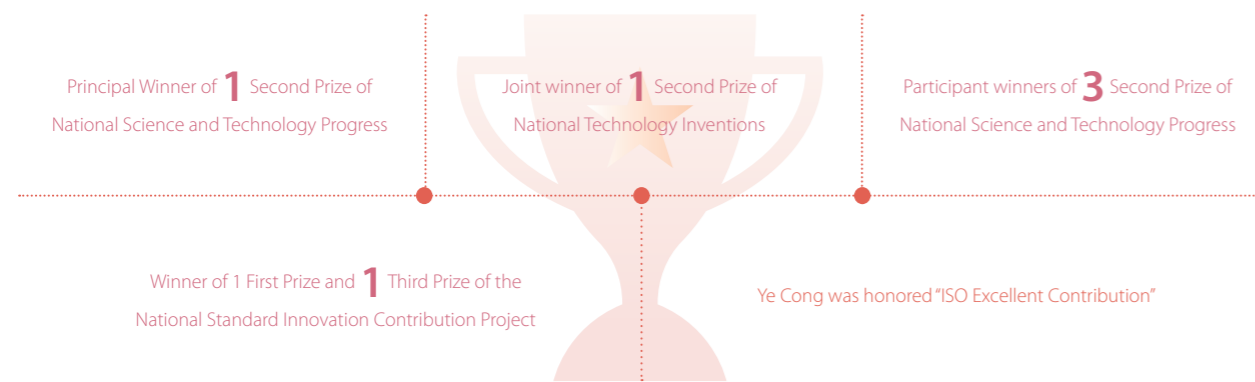 Principal Winner of 1 Second Prize of
National Science and Technology Progress
Joint winner of 1 Second Prize of
National Technology Inventions
Participant winners of 3 Second Prize of
National Science and Technology Progress
Winner of 1 First Prize and 1 Third Prize of the
National Standard Innovation Contribution Project
Ye Cong was honored “ISO Excellent Contribution”